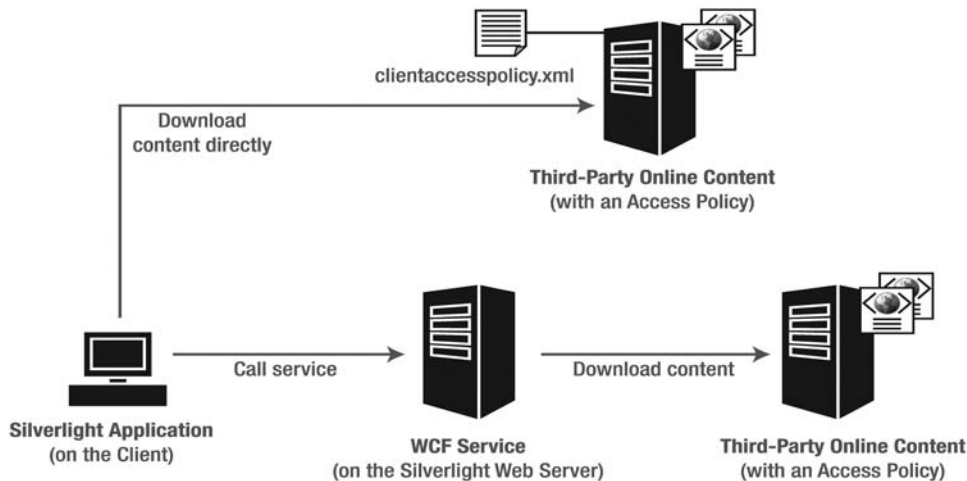 clientaccesspolicy.xml
Download
content directly
Third-Party Online Content
(with an Access Policy)
Call service
Download content
Silverlight Application
(on the Client)
WCF Service
(on the Silverlight Web Server)
Third-Party Online Content
(with an Access Policy)